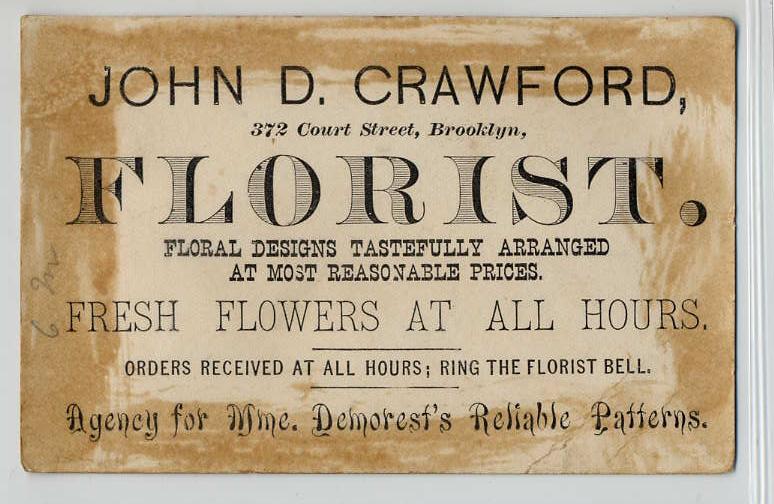 JOHN D. CRAWFORD,
372 Court Street, Brooklyn,
FLORIST.
FLORAL DESIGNS TASTEFULLY ARRANGED
AT MOST REASONABLE PRICES.
FRESH FLOWERS AT ALL HOURS.
ORDERS RECEIVED AT ALL HOURS; RING THE FLORIST BELL.
Agency for Mme. Demorest's Reliable Patterns.